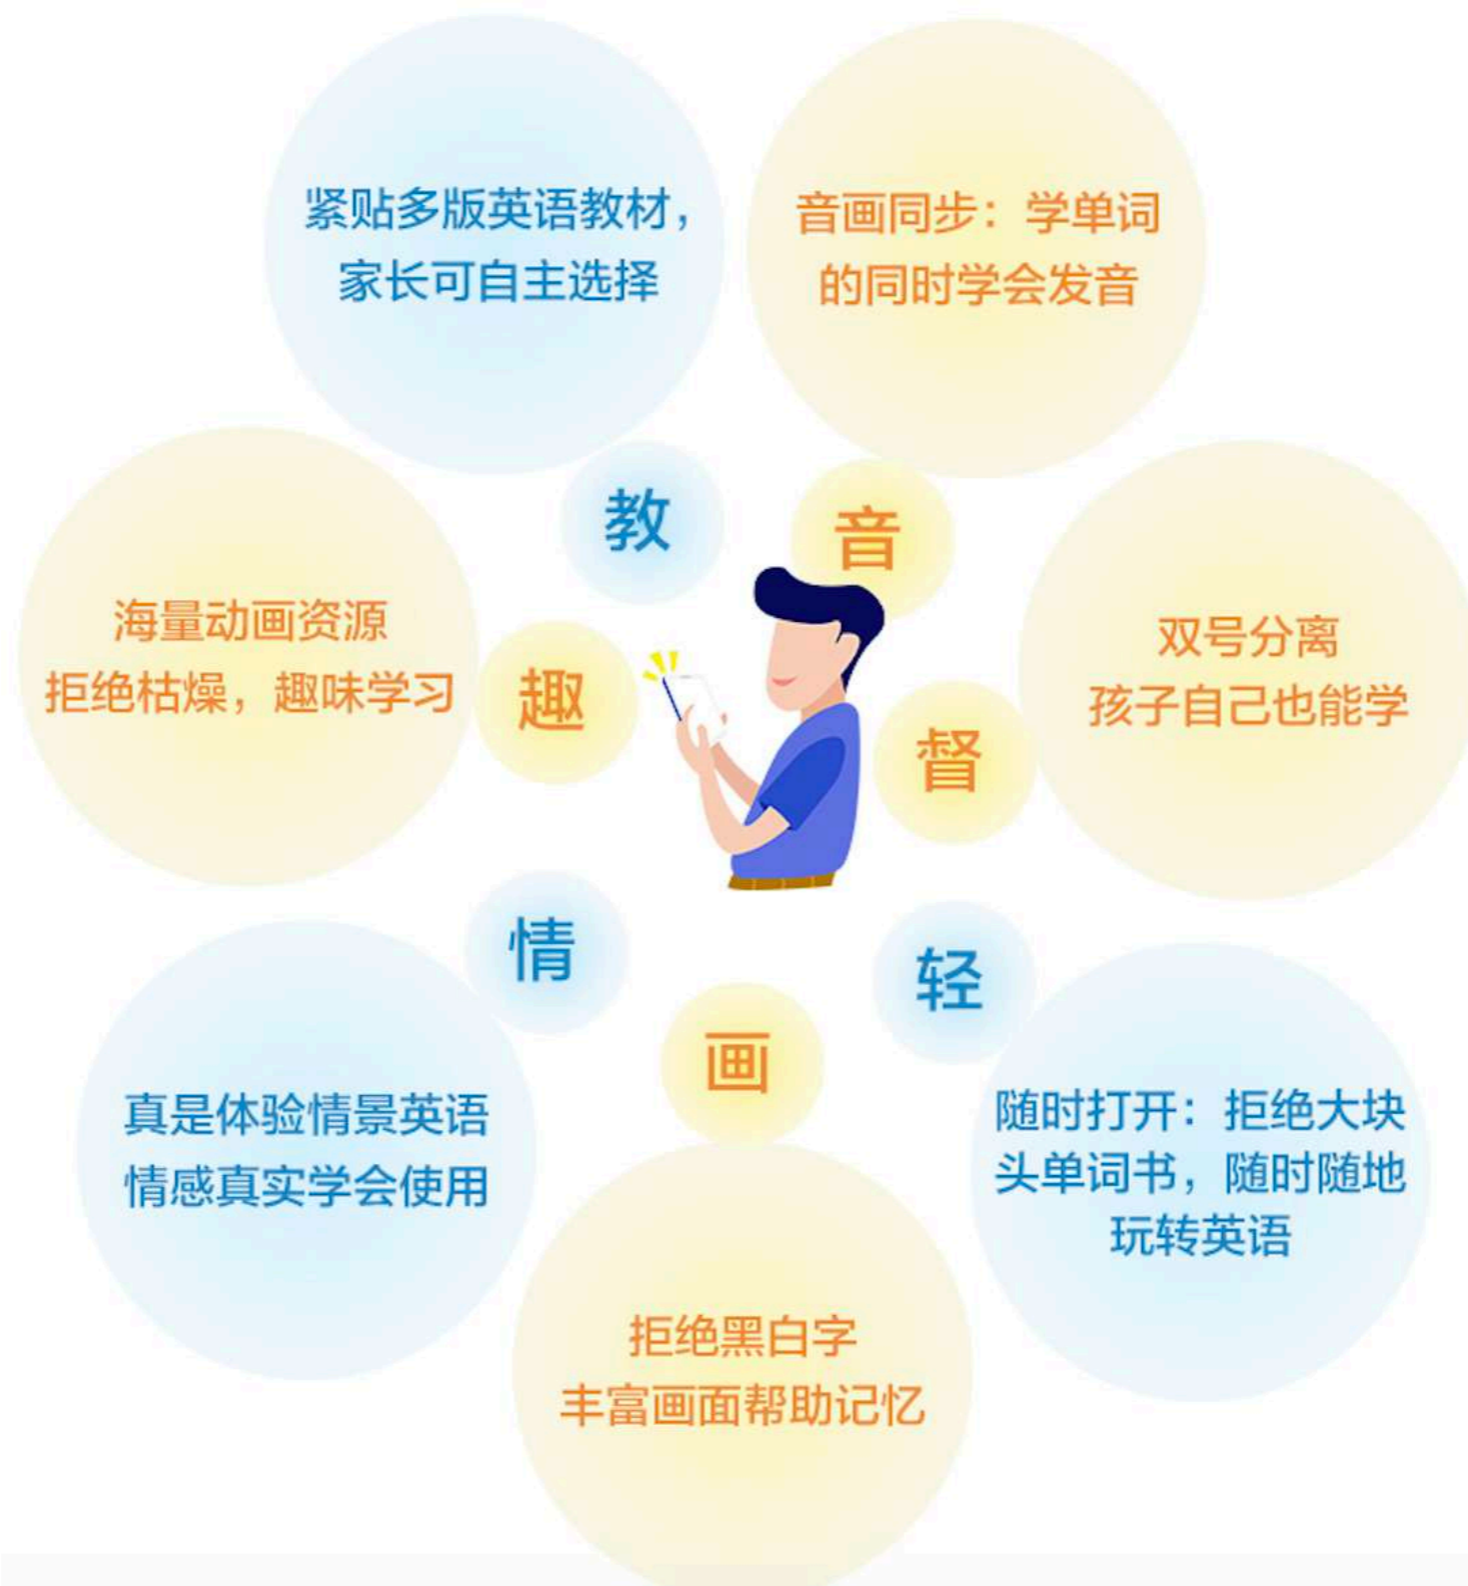 紧贴多版英语教材，
家长可自主选择
音画同步：学单词
的同时学会发音
教
音
海量动画资源
拒绝枯燥，趣味学习
趣
双号分离
孩子自己也能学
督
情
轻
画
真是体验情景英语
情感真实学会使用
随时打开：拒绝大块
头单词书，随时随地
玩转英语
拒绝黑白字
丰富画面帮助记忆